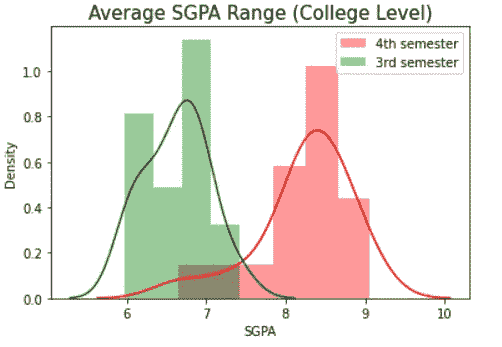 Average SGPA Range (College Level)
4th semester
3rd semester
Density
1.0
0.8
0.6
0.4
0.2
0.0
6 7 8 9 10
SGPA